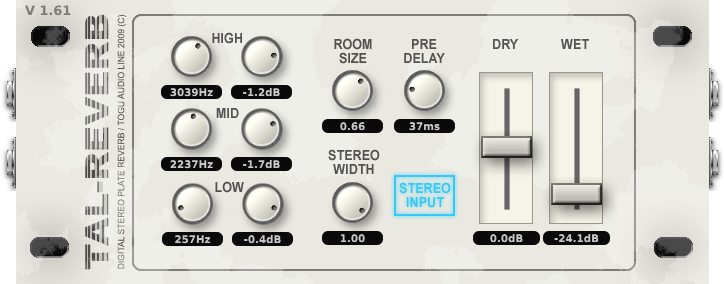 V 1.61
TAL-REVERB
DIGITAL STEREO PLATE REVERB / TOGU AUDIO LINE 2009 (C)
HIGH
3039Hz -1.2dB
MID
2237Hz -1.7dB
LOW
257Hz -0.4dB
ROOM
SIZE
0.66
PRE
DELAY
37ms
STEREO
WIDTH
1.00
STEREO
INPUT
DRY WET
0.0dB -24.1dB